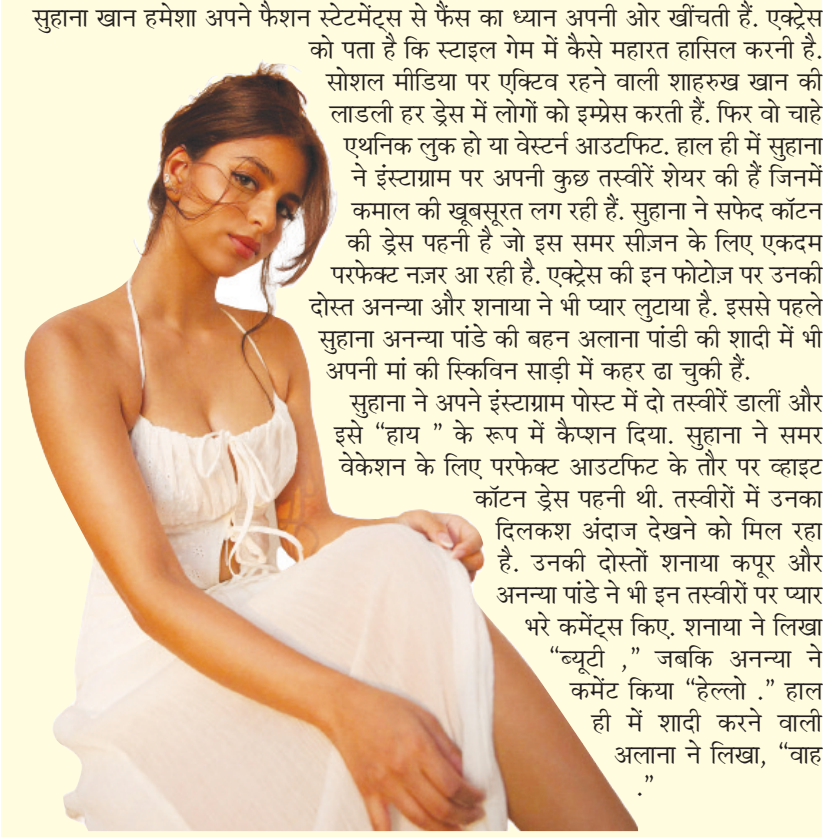 सुहाना खान हमेशा अपने फैशन स्टेटमेंट्स से फैंस का ध्यान अपनी ओर खींचती हैं. एक्ट्रेस
को पता है कि स्टाइल गेम में कैसे महारत हासिल करनी है.
सोशल मीडिया पर एक्टिव रहने वाली शाहरुख खान की
लाडली हर ड्रेस में लोगों को इम्प्रेस करती हैं. फिर वो चाहे
एथनिक लुक हो या वेस्टर्न आउटफिट. हाल ही में सुहाना
ने इंस्टाग्राम पर अपनी कुछ तस्वीरें शेयर की हैं जिनमें
कमाल की खूबसूरत लग रही हैं. सुहाना ने सफेद कॉटन
की ड्रेस पहनी है जो इस समर सीज़न के लिए एकदम
परफेक्ट नज़र आ रही है. एक्ट्रेस की इन फोटोज़ पर उनकी
दोस्त अनन्या और शनाया ने भी प्यार लुटाया है. इससे पहले
सुहाना अनन्या पांडे की बहन अलाना पांडी की शादी में भी
अपनी मां की स्किविन साड़ी में कहर ढा चुकी हैं.
सुहाना ने अपने इंस्टाग्राम पोस्ट में दो तस्वीरें डालीं और
इसे “हाय ” के रूप में कैप्शन दिया. सुहाना ने समर
वेकेशन के लिए परफेक्ट आउटफिट के तौर पर व्हाइट
कॉटन ड्रेस पहनी थी. तस्वीरों में उनका
दिलकश अंदाज देखने को मिल रहा
है. उनकी दोस्तों शनाया कपूर और
अनन्या पांडे ने भी इन तस्वीरों पर प्यार
भरे कमेंट्स किए. शनाया ने लिखा
“ब्यूटी ,” जबकि अनन्या ने
कमेंट किया “हेल्लो .” हाल
ही में शादी करने वाली
अलाना ने लिखा, “वाह
.”